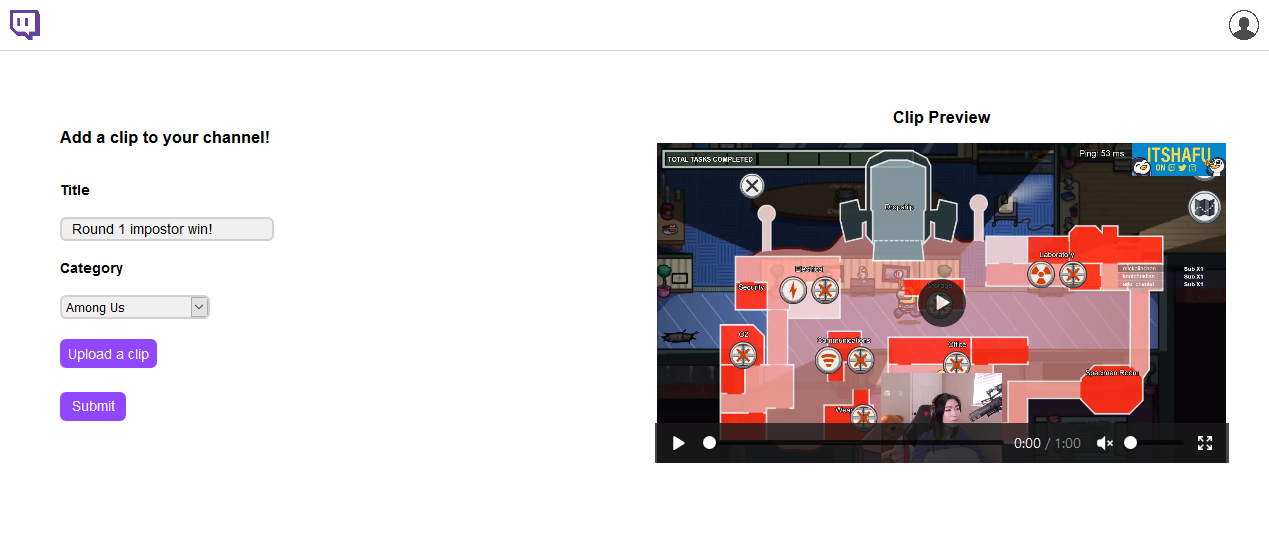 Add a clip to your channel!
Title
Round 1 impostor win!
Category
Among Us
Upload a clip
Submit
Clip Preview
TOTAL TASKS COMPLETED
Ping: 53 ms
ITSHAFU
ON
Dropship
Laboratory
Electrical
Security
Storage
Sub X1
Sub X1
Sub X1
O2
Communications
Office
Specimen Room
0:00 / 1:00